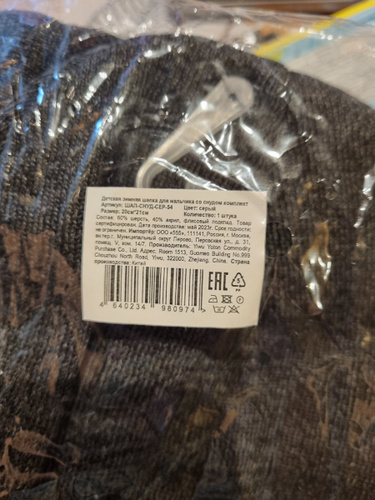 Детская зимняя шапка для мальчика со снудом комплект
Артикул: ШАП-СНУД-СЕР-54 Цвет: серый
Размер: 20см*21см Количество: 1 штука
Состав: 60% шерсть, 40% акрил, флисовый подклад. Товар
сертифицирован. Дата производства: май 2023г. Срок годности:
не ограничен. Импортёр: ООО «555», 111141, Россия, г. Москва,
вн.тер.г. Муниципальный округ Перово, Перовская ул., д. 31,
помещ. V, ком. 14/7. Производитель: Yiwu Yoton Commodity
Purchase Co., Ltd. Адрес: Room 1513, Guomao Building No.999
Chouzhou North Road, Yiwu, 322000, Zhejiang, China. Страна
производства: Китай
EAC
4 640234 980974 >